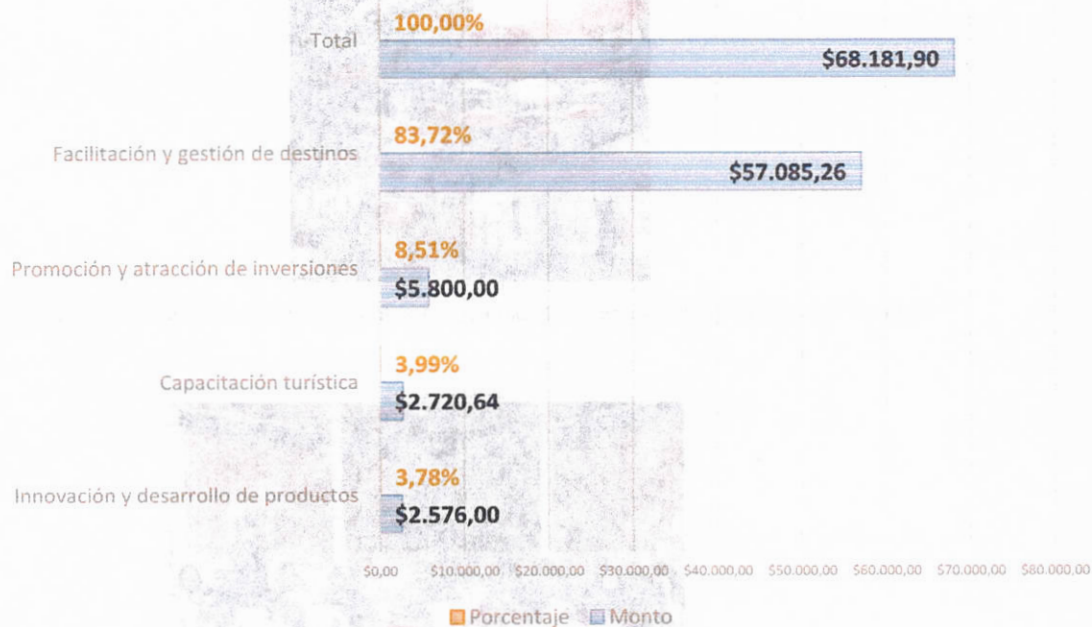 100,00%
Total
$68.181,90
83,72%
Facilitación y gestión de destinos
$57.085,26
8,51%
Promoción y atracción de inversiones
$5.800,00
3,99%
Capacitación turística
$2.720,64
3,78%
Innovación y desarrollo de productos
$2.576,00
$0,00 $10.000,00 $20.000,00 $30.000,00 $40.000,00 $50.000,00 $60.000,00 $70.000,00 $80.000,00
Porcentaje Monto